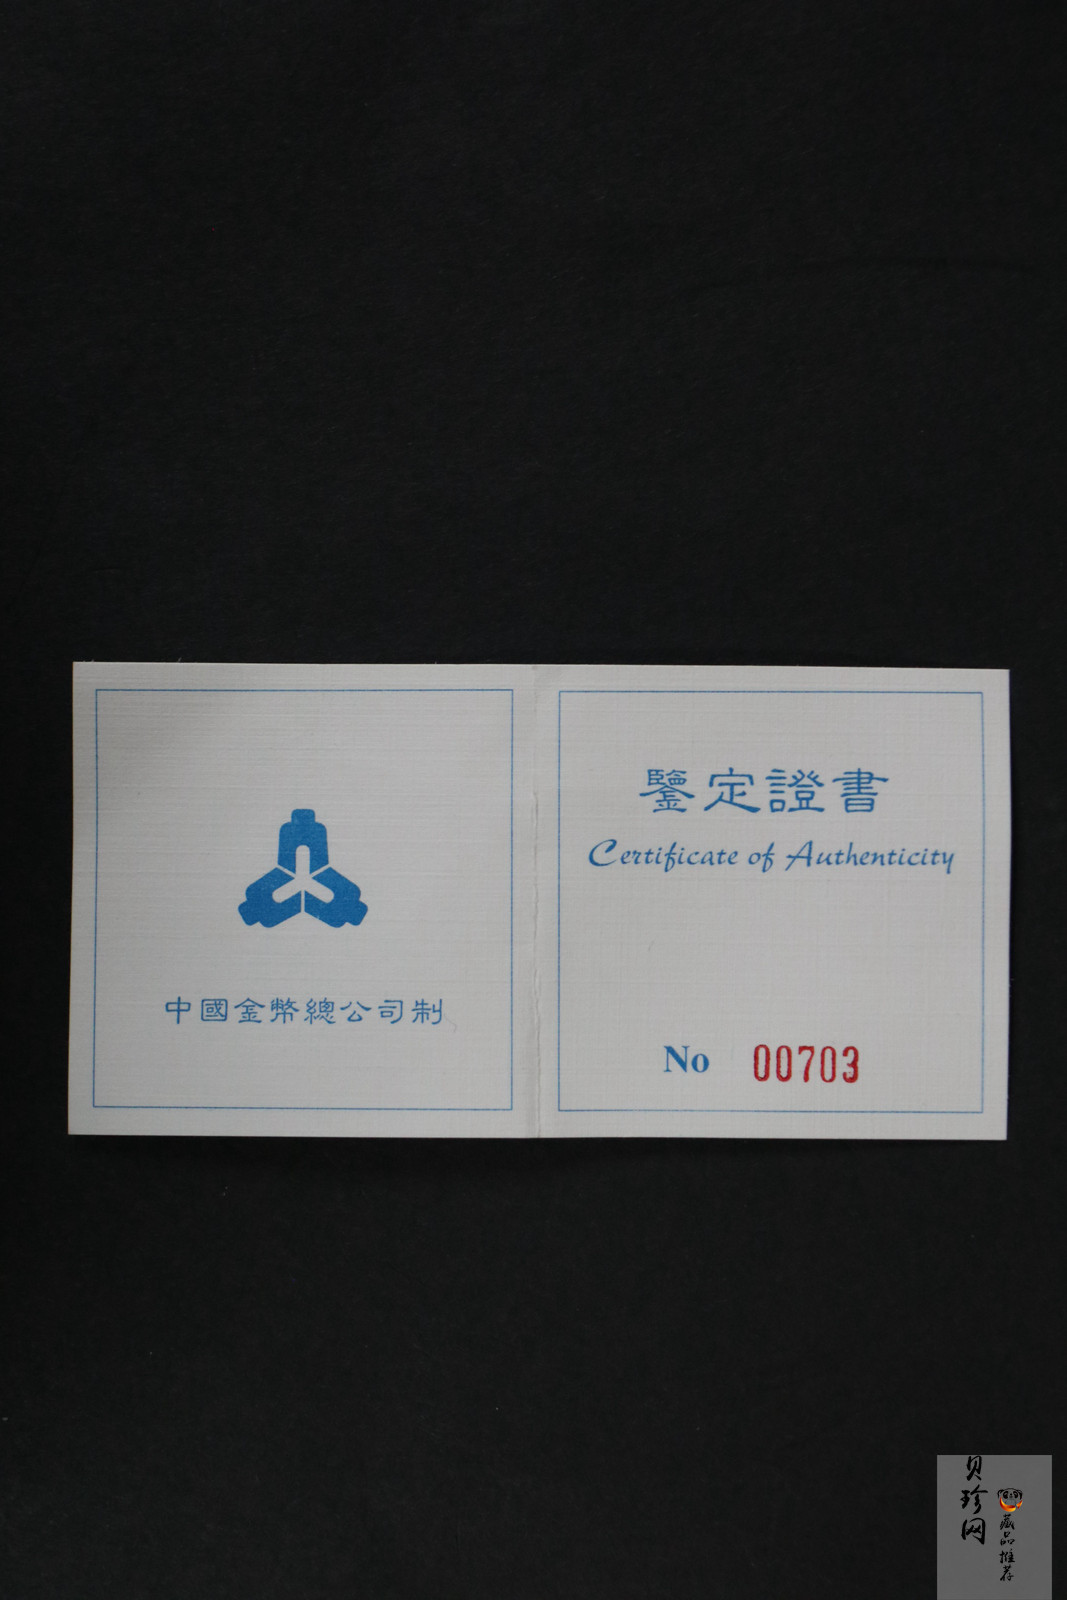 中國金幣總公司制
鑒定證書
Certificate of Authenticity
No 00703
贝珍网
藏品推荐